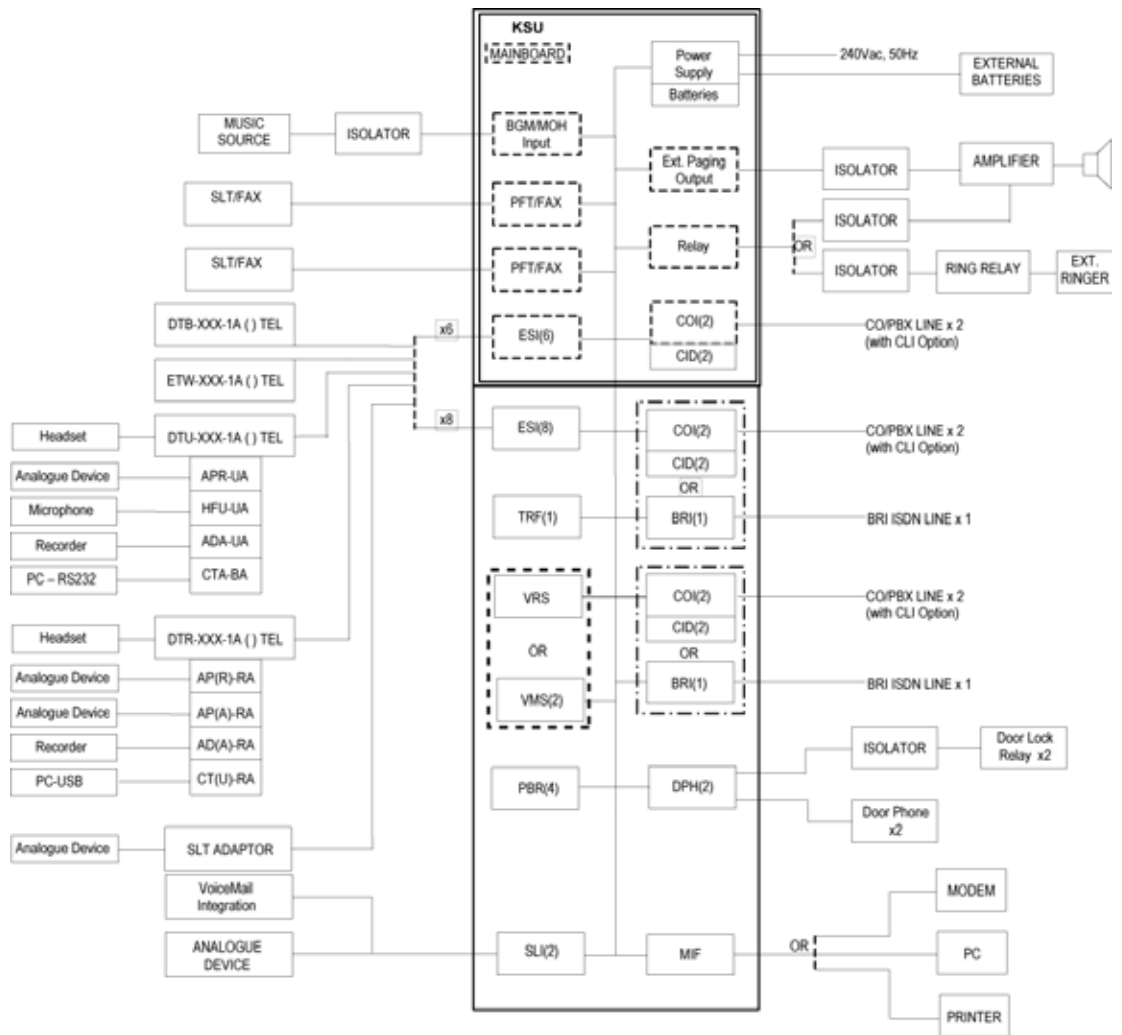 KSU
MAINBOARD
Power
Supply
Batteries
240Vac, 50Hz
EXTERNAL
BATTERIES
MUSIC
SOURCE
ISOLATOR
BGM/MOH
Input
Ext. Paging
Output
ISOLATOR
AMPLIFIER
SLT/FAX
PFT/FAX
Relay
OR
ISOLATOR
SLT/FAX
PFT/FAX
ISOLATOR
RING RELAY
EXT.
RINGER
DTB-XXX-1A ( ) TEL
x6
ESI(6)
COI(2)
CID(2)
CO/PBX LINE x 2
(with CLI Option)
ETW-XXX-1A ( ) TEL
x8
ESI(8)
COI(2)
CID(2)
OR
BRI(1)
CO/PBX LINE x 2
(with CLI Option)
Headset
DTU-XXX-1A ( ) TEL
Analogue Device
APR-UA
Microphone
HFU-UA
Recorder
ADA-UA
PC – RS232
CTA-BA
TRF(1)
BRI ISDN LINE x 1
VRS
OR
VMS(2)
COI(2)
CID(2)
OR
BRI(1)
CO/PBX LINE x 2
(with CLI Option)
BRI ISDN LINE x 1
Headset
DTR-XXX-1A ( ) TEL
Analogue Device
AP(R)-RA
Analogue Device
AP(A)-RA
Recorder
AD(A)-RA
PC-USB
CT(U)-RA
PBR(4)
DPH(2)
ISOLATOR
Door Lock
Relay x2
Door Phone
x2
Analogue Device
SLT ADAPTOR
VoiceMail
Integration
ANALOGUE
DEVICE
SLI(2)
MIF
OR
MODEM
PC
PRINTER